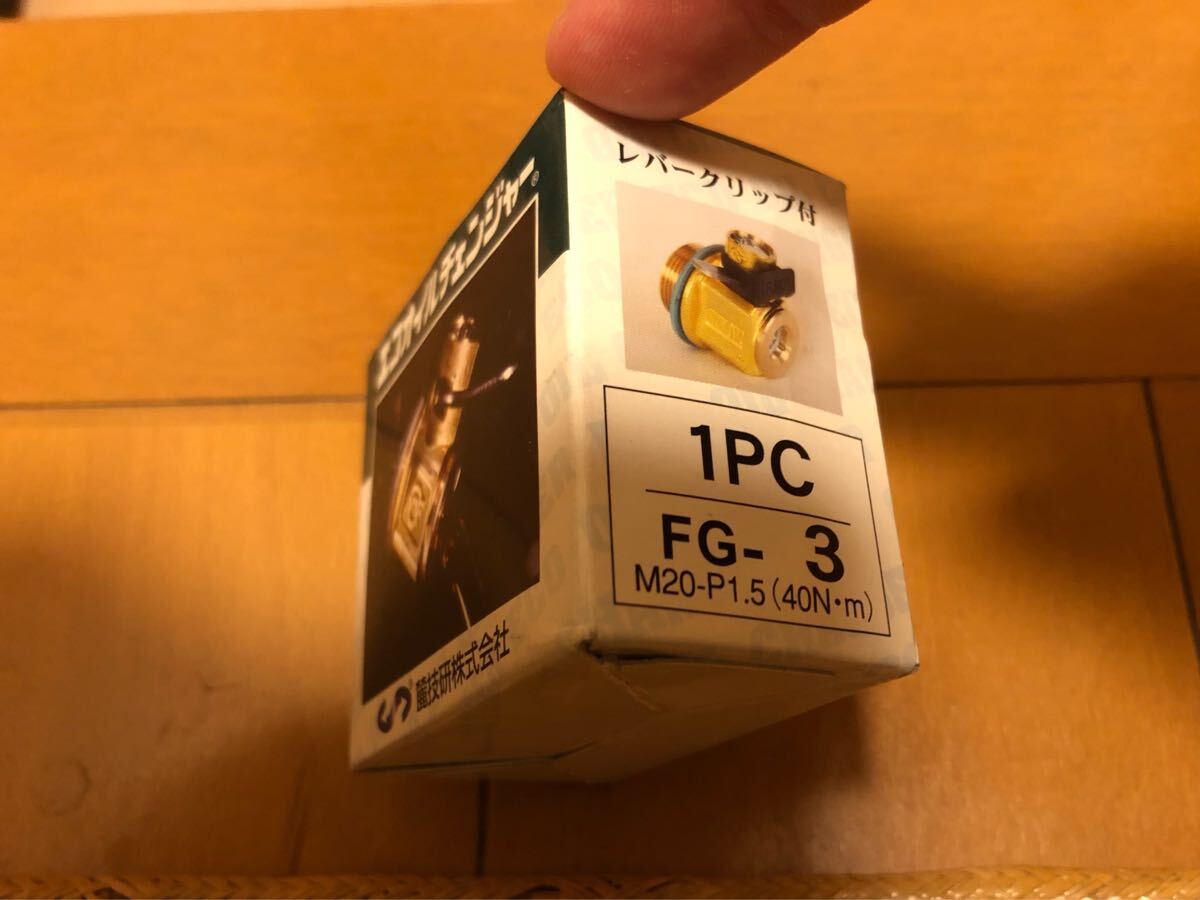 エコオイルチェンジャー®
麓技研株式会社
レバークリップ付
1PC
FG- 3
M20-P1.5(40N・m)